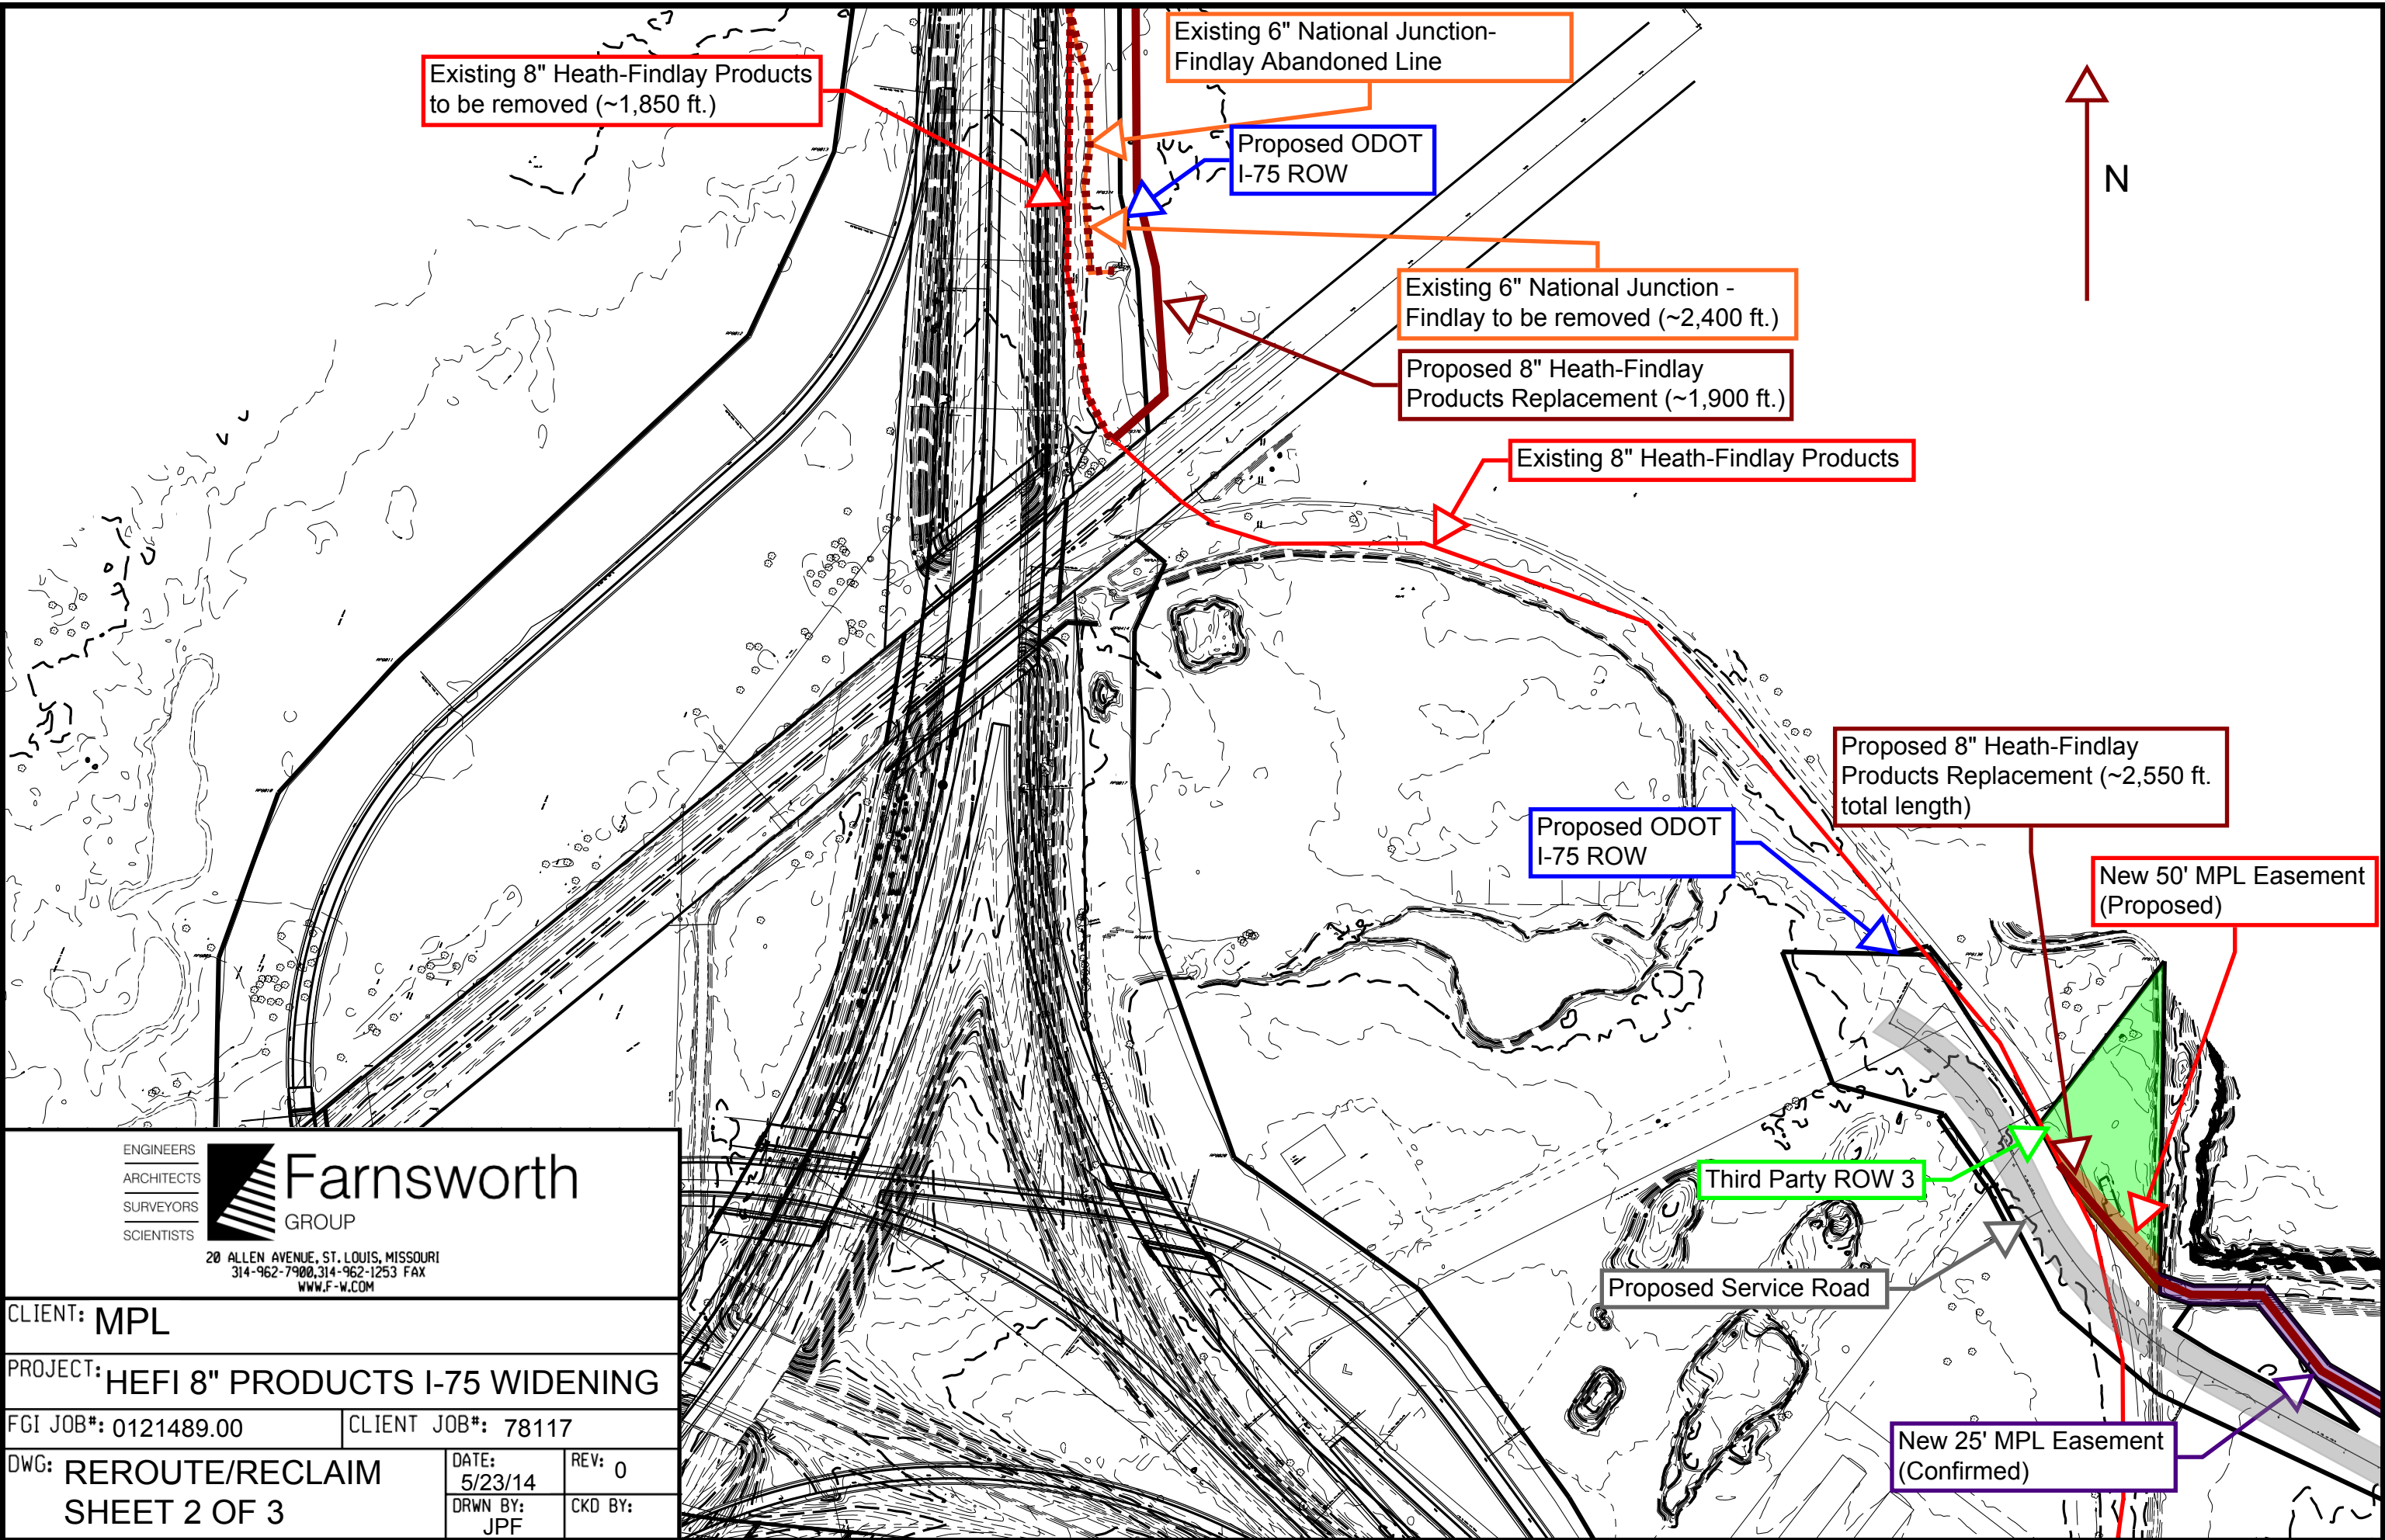 Existing 8" Heath-Findlay Products
to be removed (~1,850 ft.)
Existing 6" National Junction-
Findlay Abandoned Line
Proposed ODOT
I-75 ROW
N
Existing 6" National Junction -
Findlay to be removed (~2,400 ft.)
Proposed 8" Heath-Findlay
Products Replacement (~1,900 ft.)
Existing 8" Heath-Findlay Products
Proposed 8" Heath-Findlay
Products Replacement (~2,550 ft.
total length)
Proposed ODOT
I-75 ROW
New 50' MPL Easement
(Proposed)
Third Party ROW 3
Proposed Service Road
New 25' MPL Easement
(Confirmed)
ENGINEERS
ARCHITECTS
SURVEYORS
SCIENTISTS
Farnsworth
GROUP
20 ALLEN AVENUE, ST. LOUIS, MISSOURI
314-962-7900,314-962-1253 FAX
WWW.F-W.COM
CLIENT: MPL
PROJECT: HEFI 8" PRODUCTS I-75 WIDENING
FGI JOB#: 0121489.00
CLIENT JOB#: 78117
DWG: REROUTE/RECLAIM
SHEET 2 OF 3
DATE:
5/23/14
REV: 0
DRWN BY:
JPF
CKD BY: